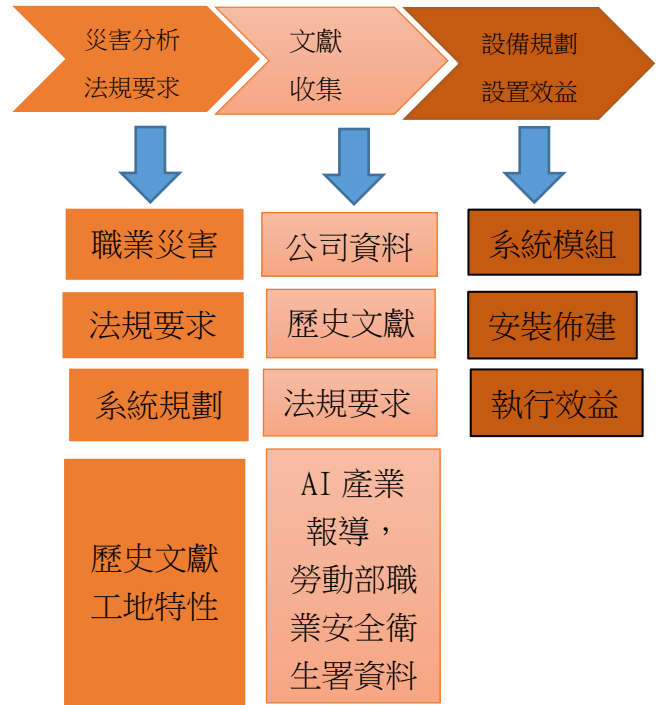 災害分析
法規要求
文獻
收集
設備規劃
設置效益
職業災害
法規要求
系統規劃
歷史文獻
工地特性
公司資料
歷史文獻
法規要求
AI 產業
報導，
勞動部職
業安全衛
生署資料
系統模組
安裝佈建
執行效益